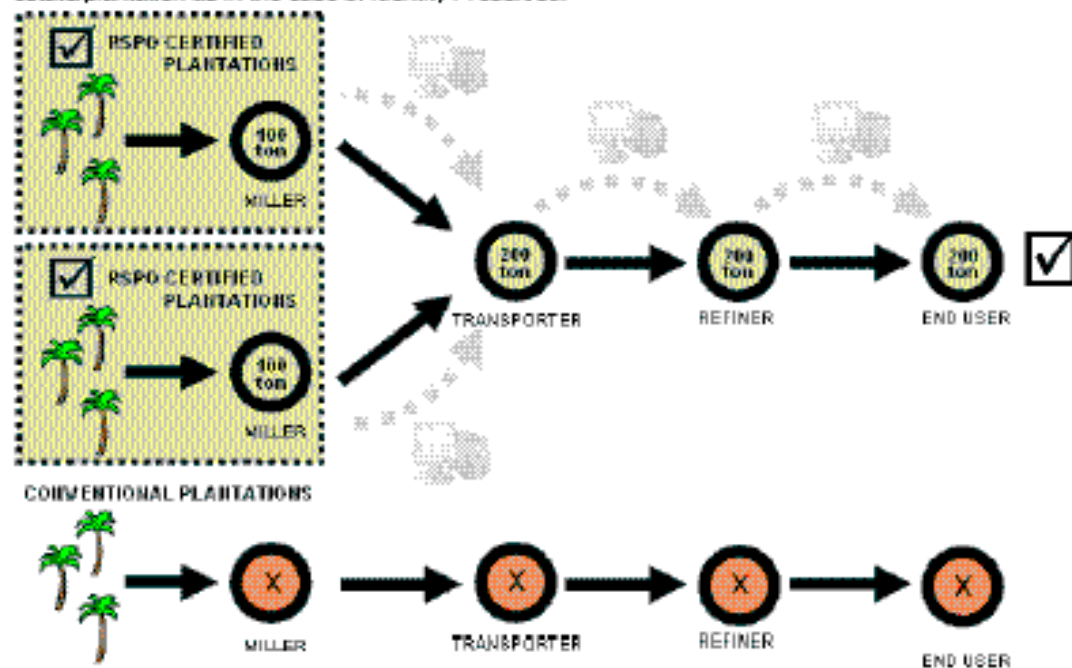 RSPO CERTIFIED
PLANTATIONS
100
ton
MILLER
RSPO CERTIFIED
PLANTATIONS
100
ton
MILLER
200
ton
TRANSPORTER
200
ton
REFINER
200
ton
END USER
CONVENTIONAL PLANTATIONS
X
MILLER
X
TRANSPORTER
X
REFINER
X
END USER